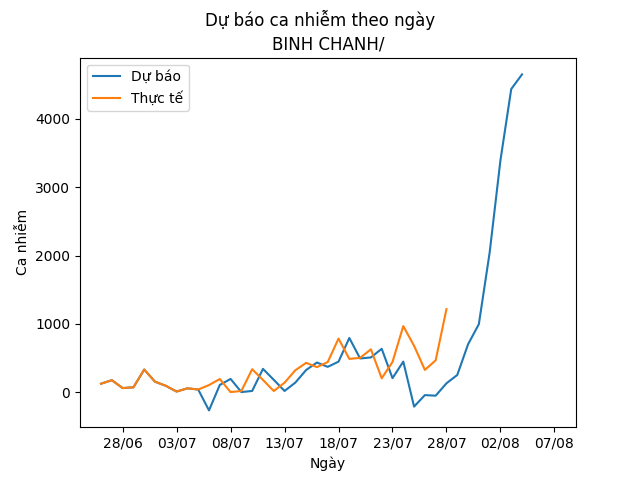 Dự báo ca nhiễm theo ngày
BINH CHANH/
Dự báo
Thực tế
4000
3000
2000
1000
0
Ca nhiễm
28/06 03/07 08/07 13/07 18/07 23/07 28/07 02/08 07/08
Ngày